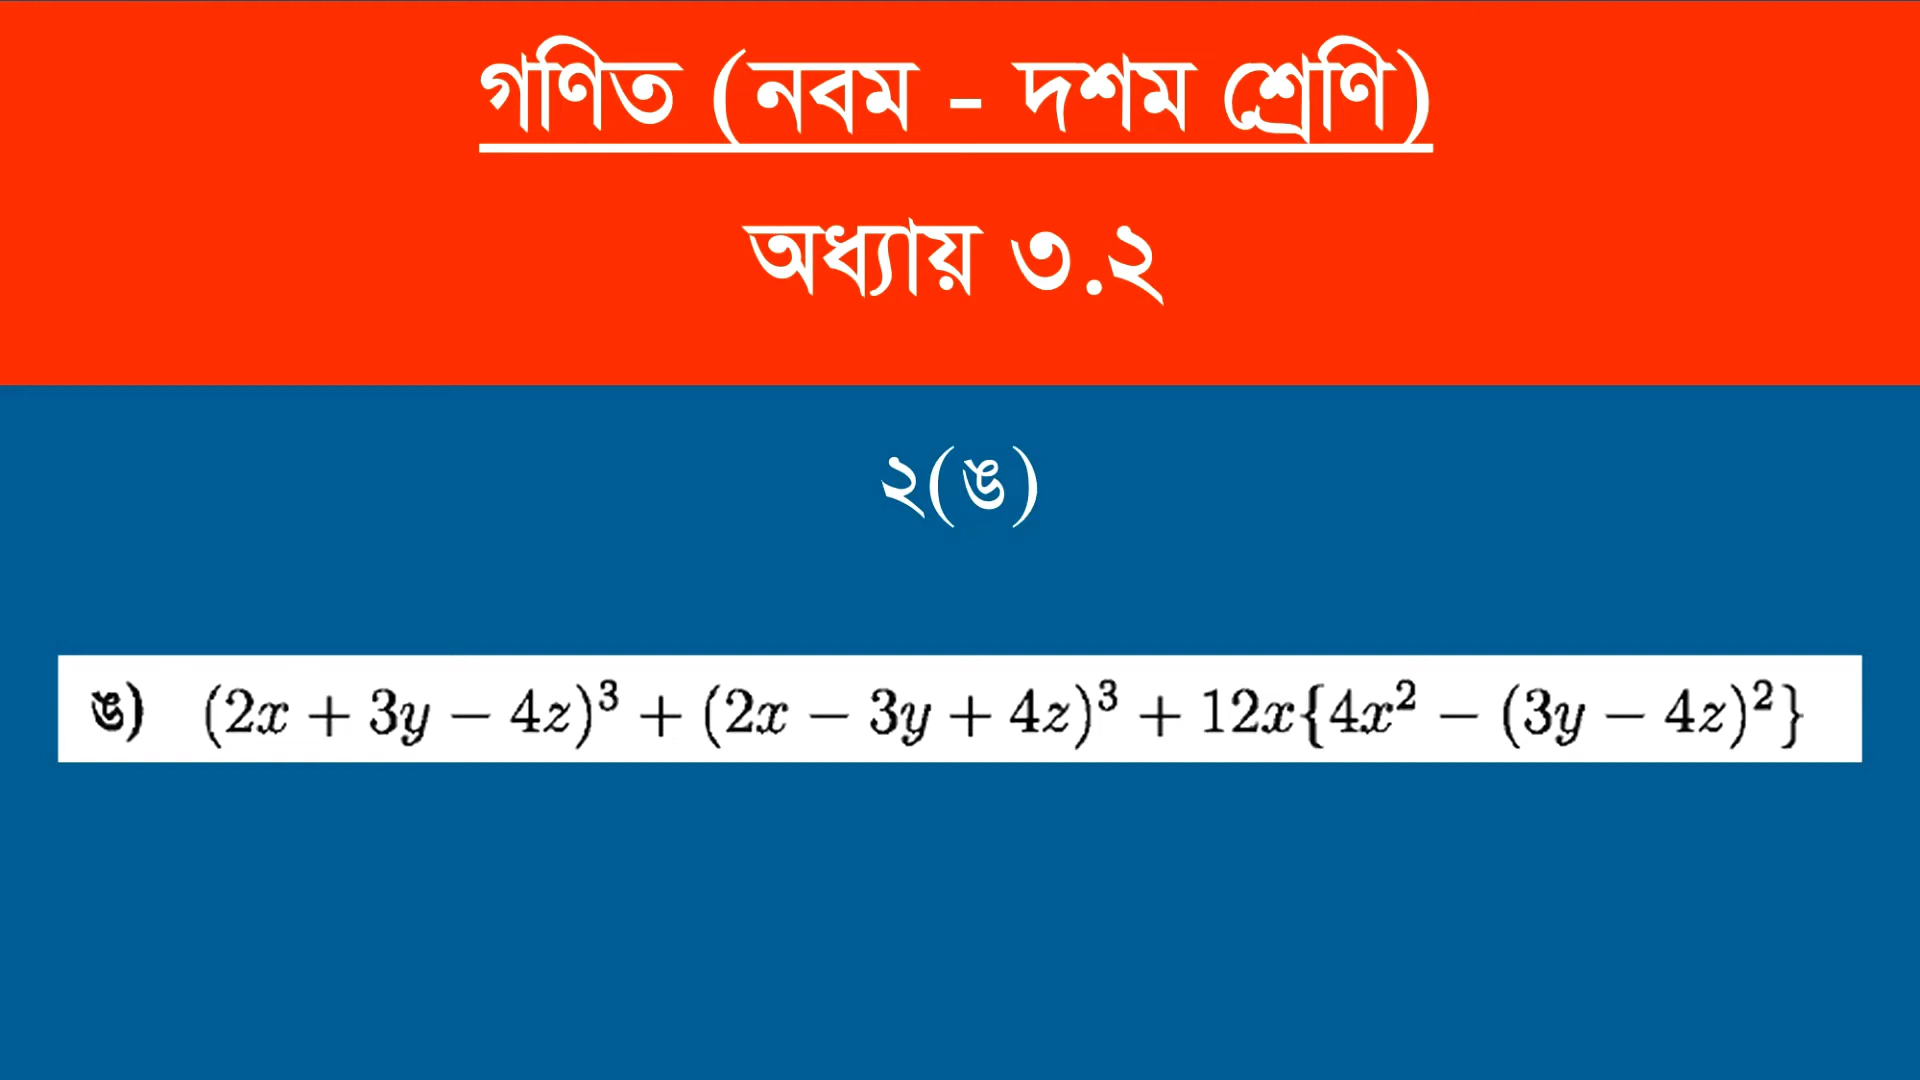 গণিত (নবম - দশম শ্রেণি)
অধ্যায় ৩.২
২(ঙ)
ঙ) (2x + 3y − 4z)³ + (2x − 3y + 4z)³ + 12x{4x² − (3y − 4z)²}